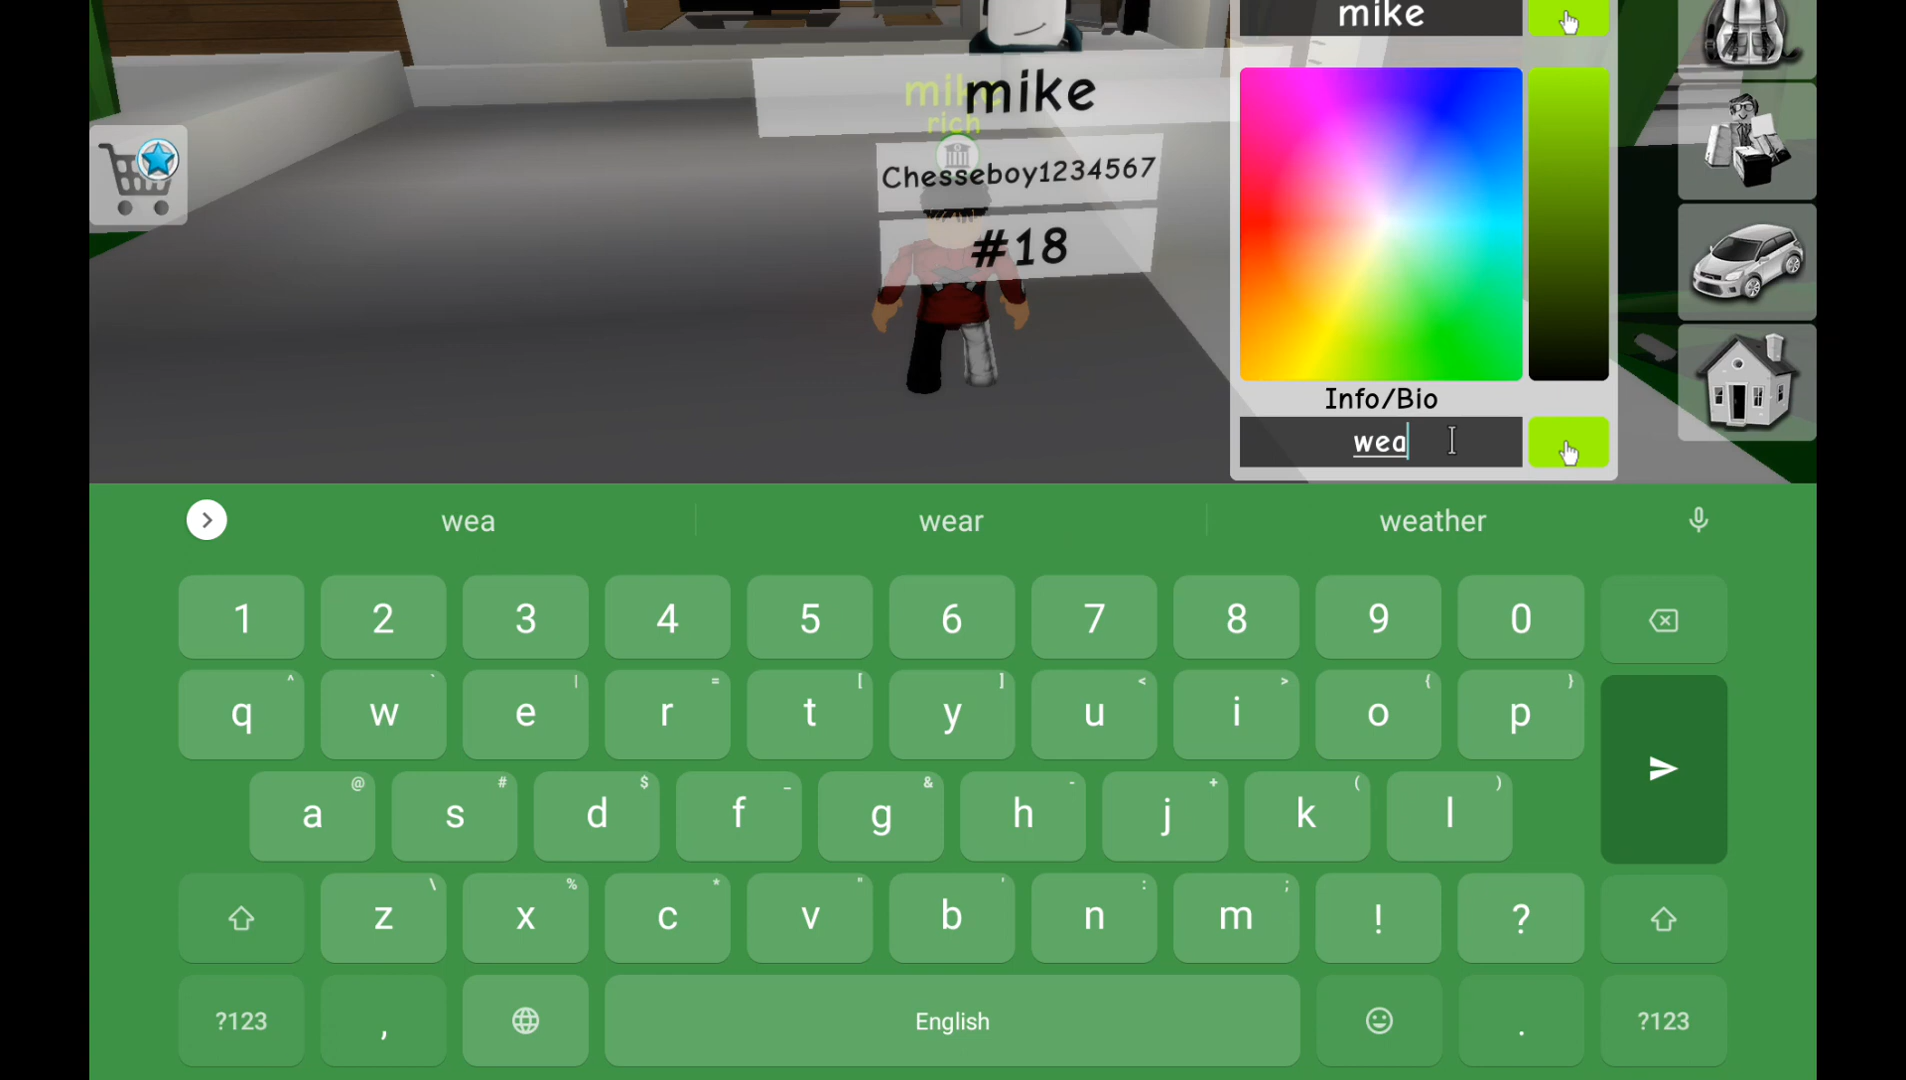 mike
mike
mike
rich
Chesseboy1234567
#18
Info/Bio
wea
wea wear weather
1 2 3 4 5 6 7 8 9 0
^ ` | = [ ] < > { }
q w e r t y u i o p
@ # $ _ & - + ( )
a s d f g h j k l
\ % * " ' : ;
z x c v b n m ! ?
?123 , English . ?123